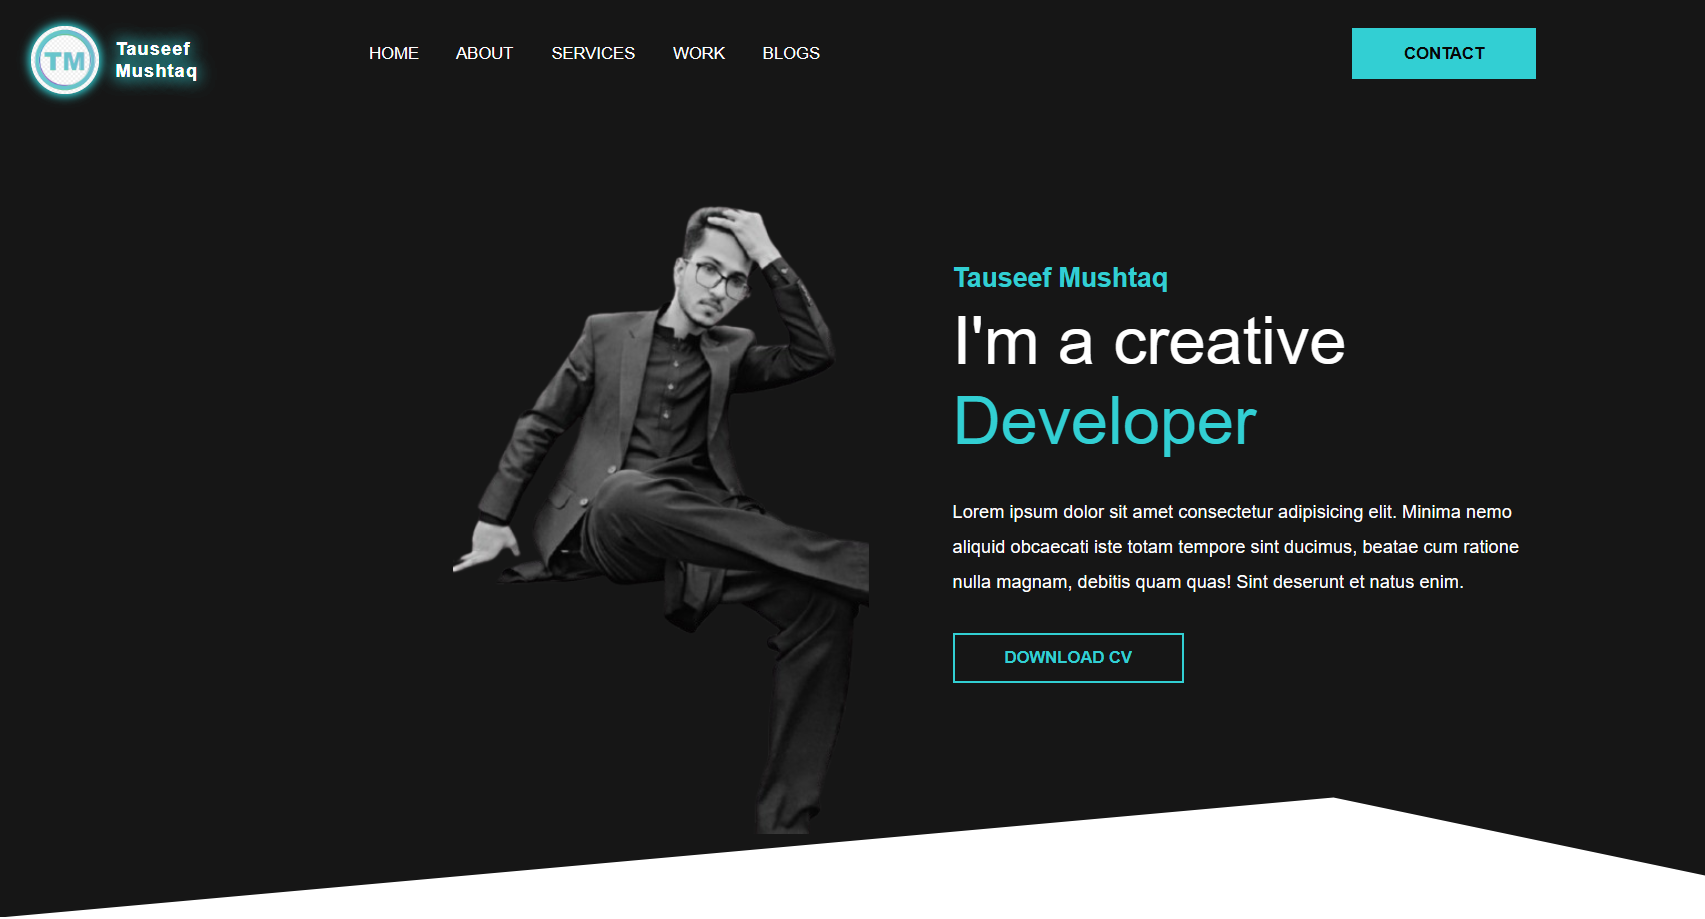 TM
Tauseef
Mushtaq
HOME ABOUT SERVICES WORK BLOGS
CONTACT
Tauseef Mushtaq
I'm a creative
Developer
Lorem ipsum dolor sit amet consectetur adipisicing elit. Minima nemo
aliquid obcaecati iste totam tempore sint ducimus, beatae cum ratione
nulla magnam, debitis quam quas! Sint deserunt et natus enim.
DOWNLOAD CV